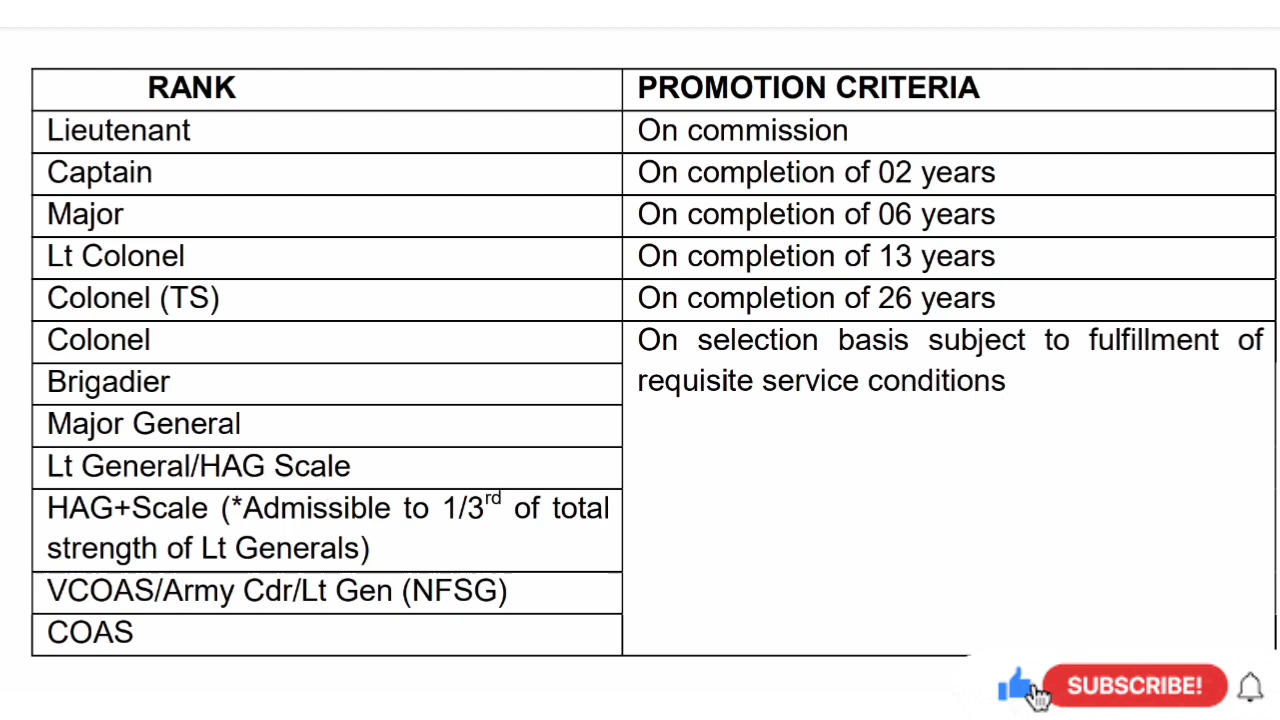 RANK PROMOTION CRITERIA
Lieutenant On commission
Captain On completion of 02 years
Major On completion of 06 years
Lt Colonel On completion of 13 years
Colonel (TS) On completion of 26 years
Colonel On selection basis subject to fulfillment of
Brigadier requisite service conditions
Major General
Lt General/HAG Scale
HAG+Scale (*Admissible to 1/3rd of total
strength of Lt Generals)
VCOAS/Army Cdr/Lt Gen (NFSG)
COAS
SUBSCRIBE!